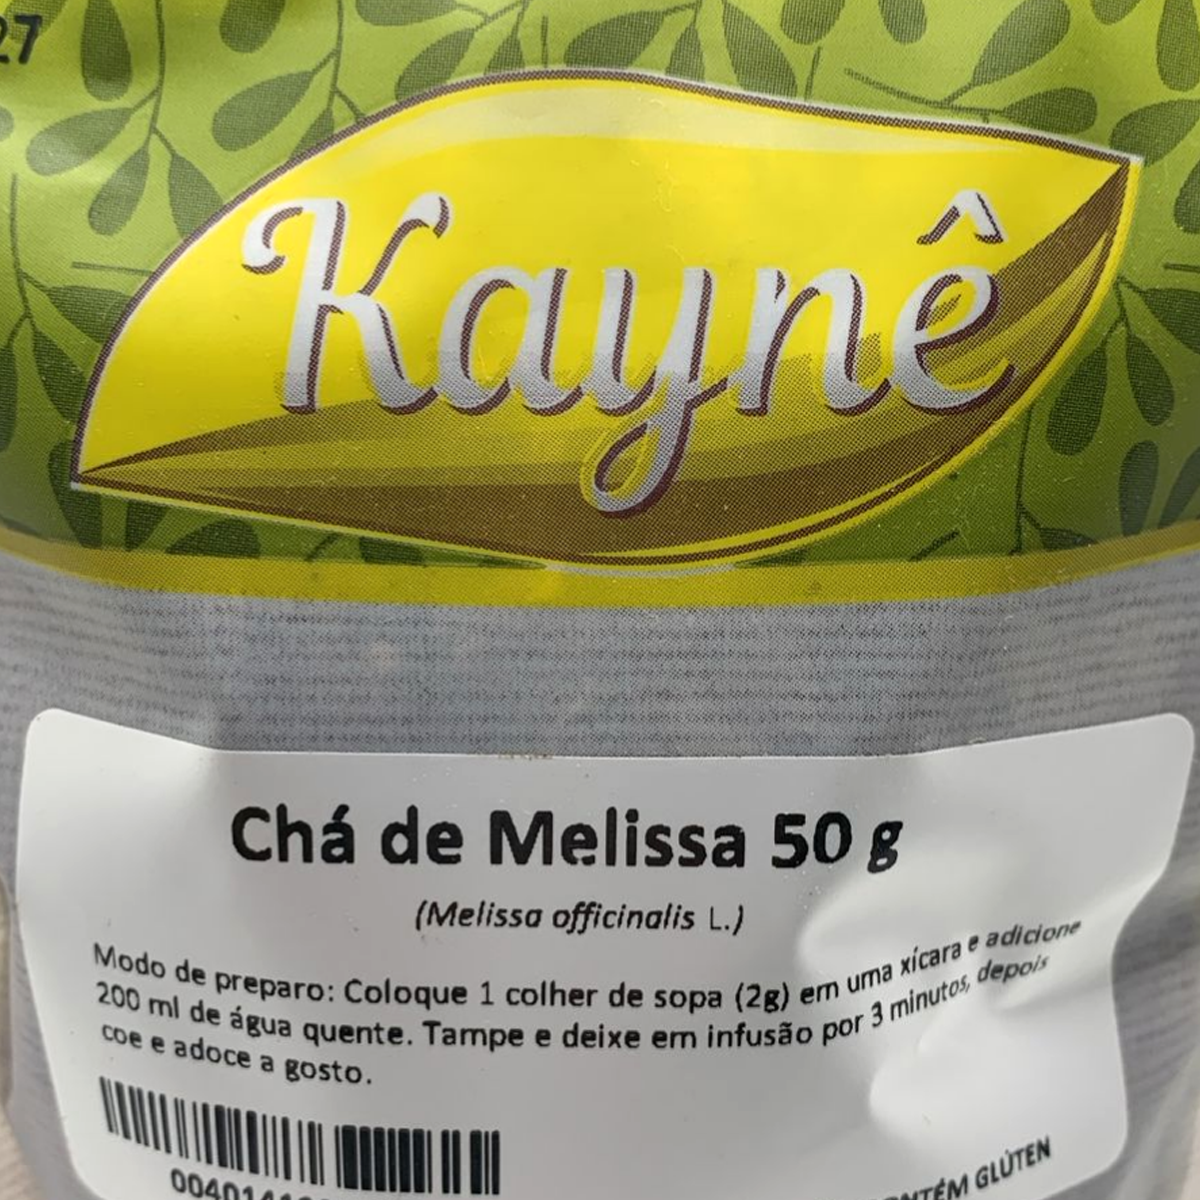 27
Kaynê
Chá de Melissa 50 g
(Melissa officinalis L.)
Modo de preparo: Coloque 1 colher de sopa (2g) em uma xícara e adicione
200 ml de água quente. Tampe e deixe em infusão por 3 minutos, depois
coe e adoce a gosto.
GLÚTEN